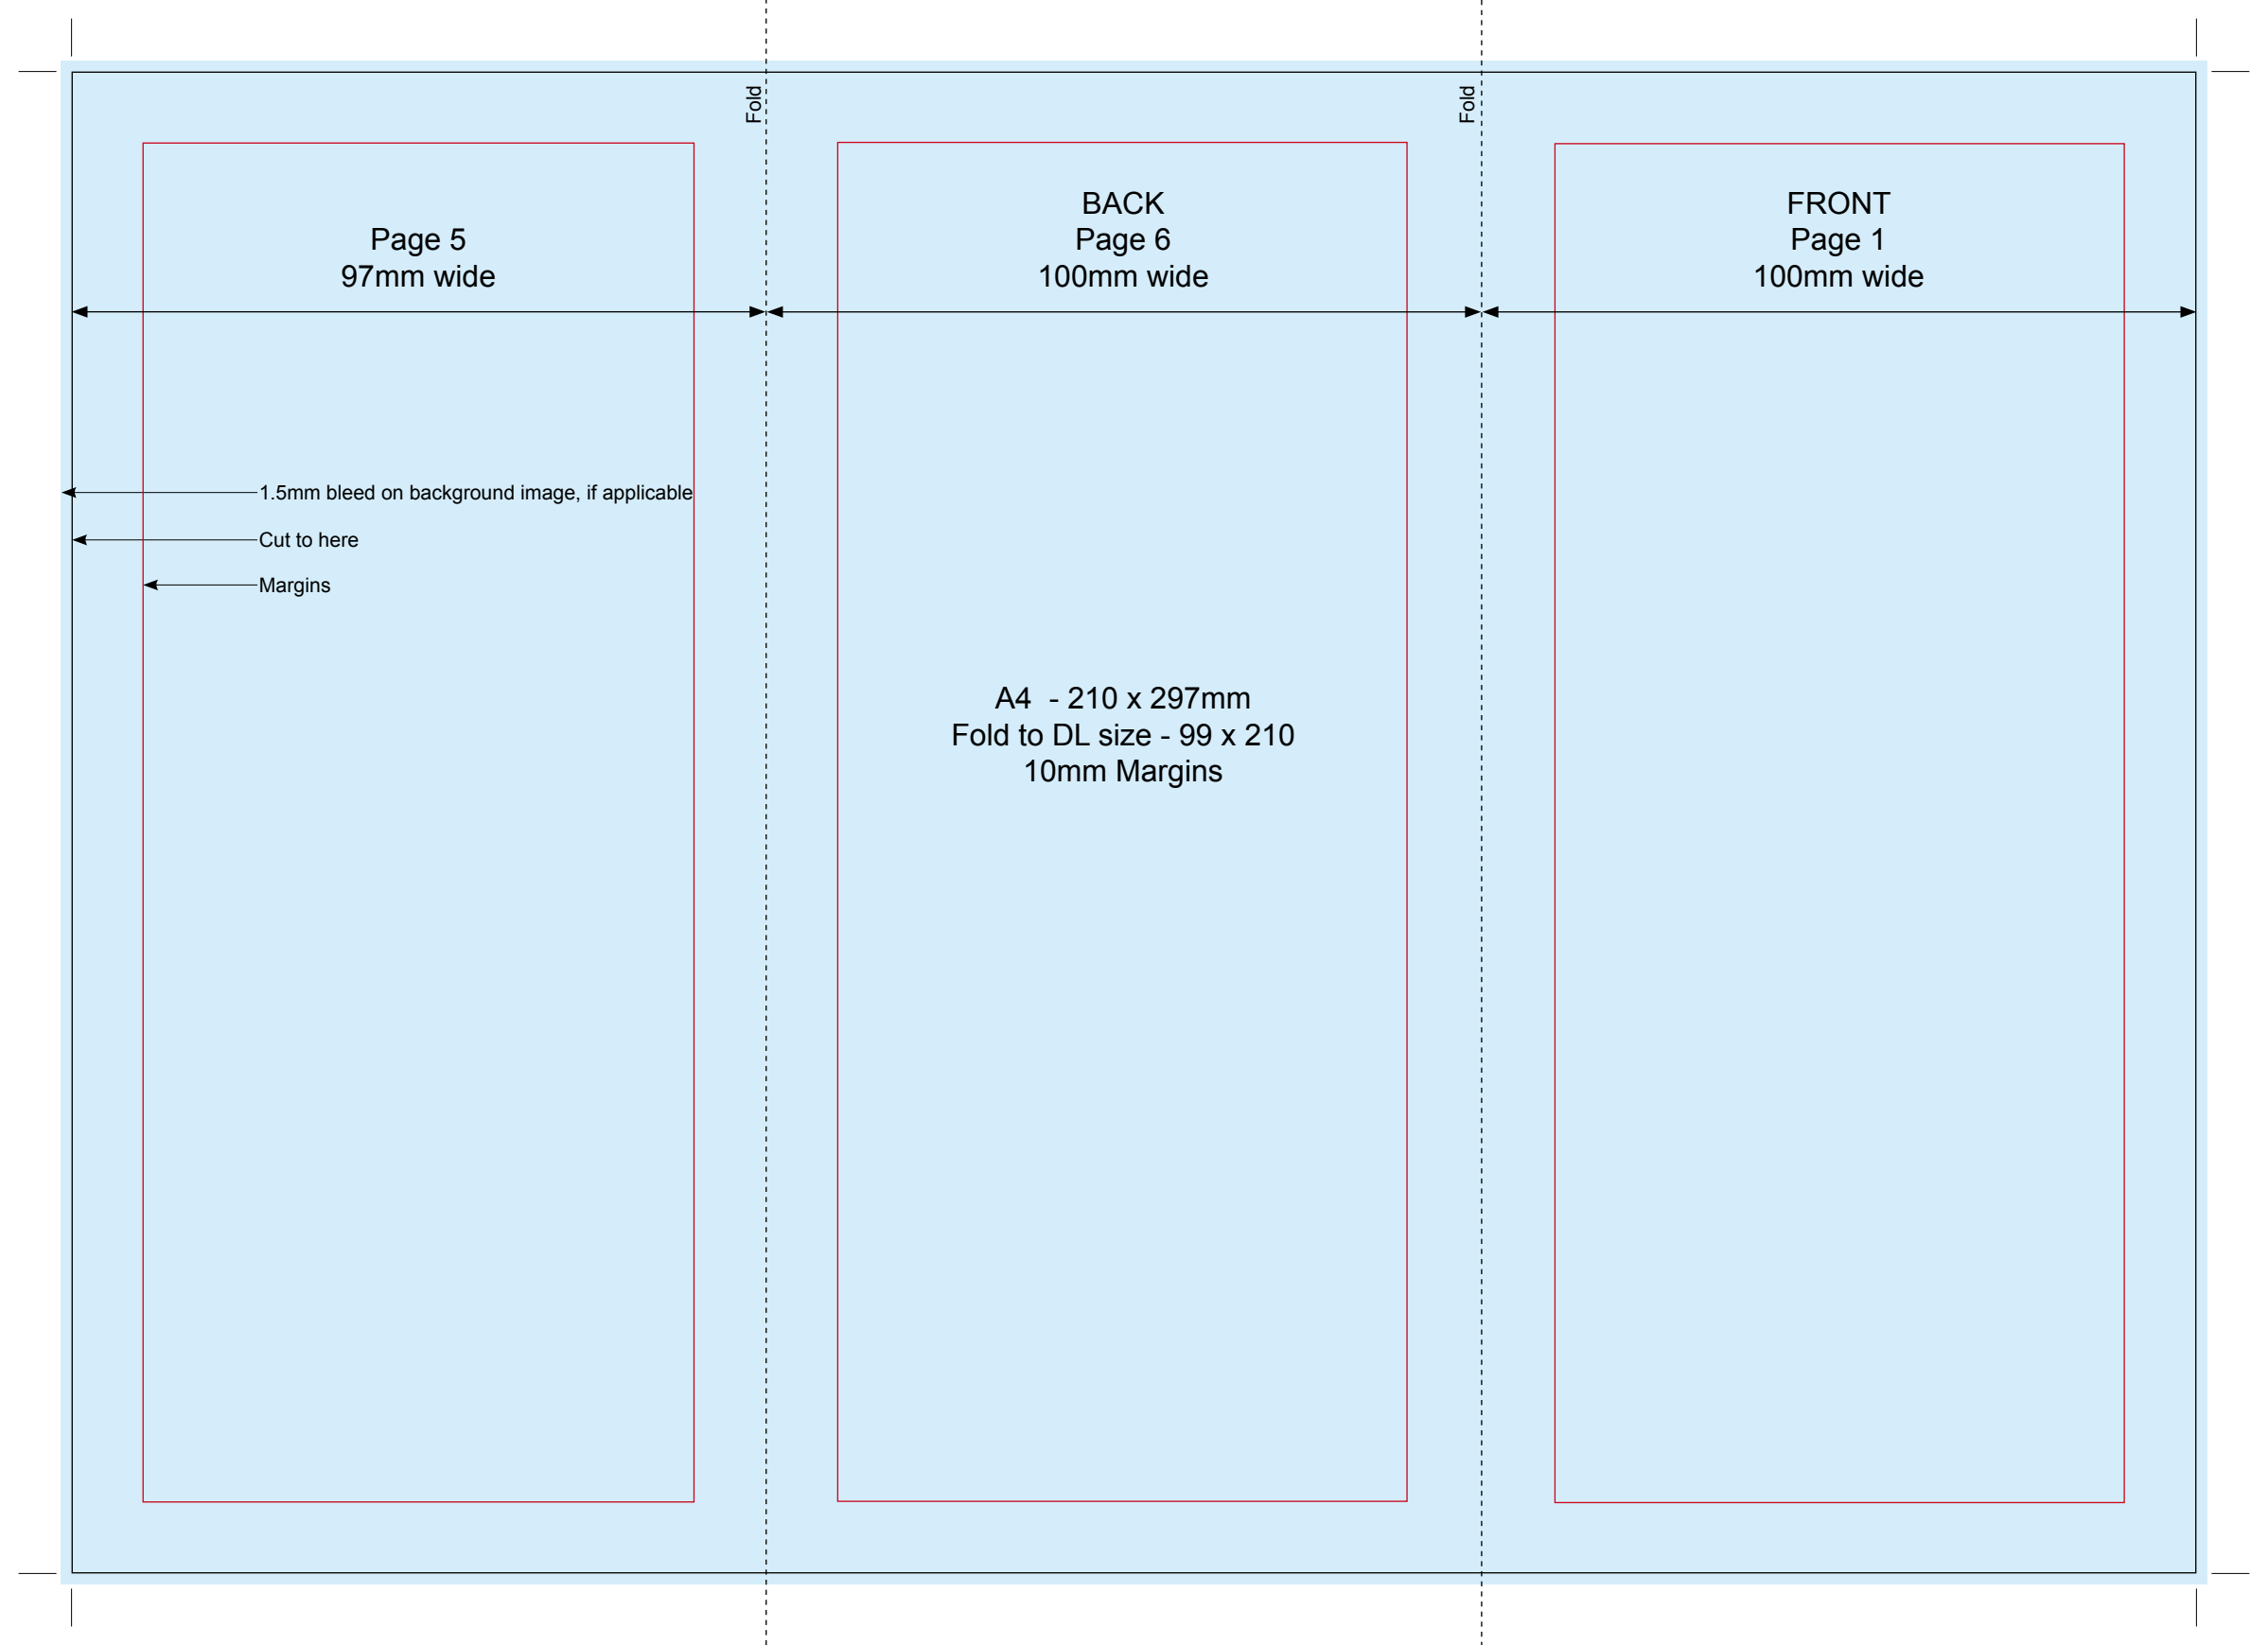 Fold
Fold
Page 5
97mm wide
BACK
Page 6
100mm wide
FRONT
Page 1
100mm wide
1.5mm bleed on background image, if applicable
Cut to here
Margins
A4  - 210 x 297mm
Fold to DL size - 99 x 210
10mm Margins